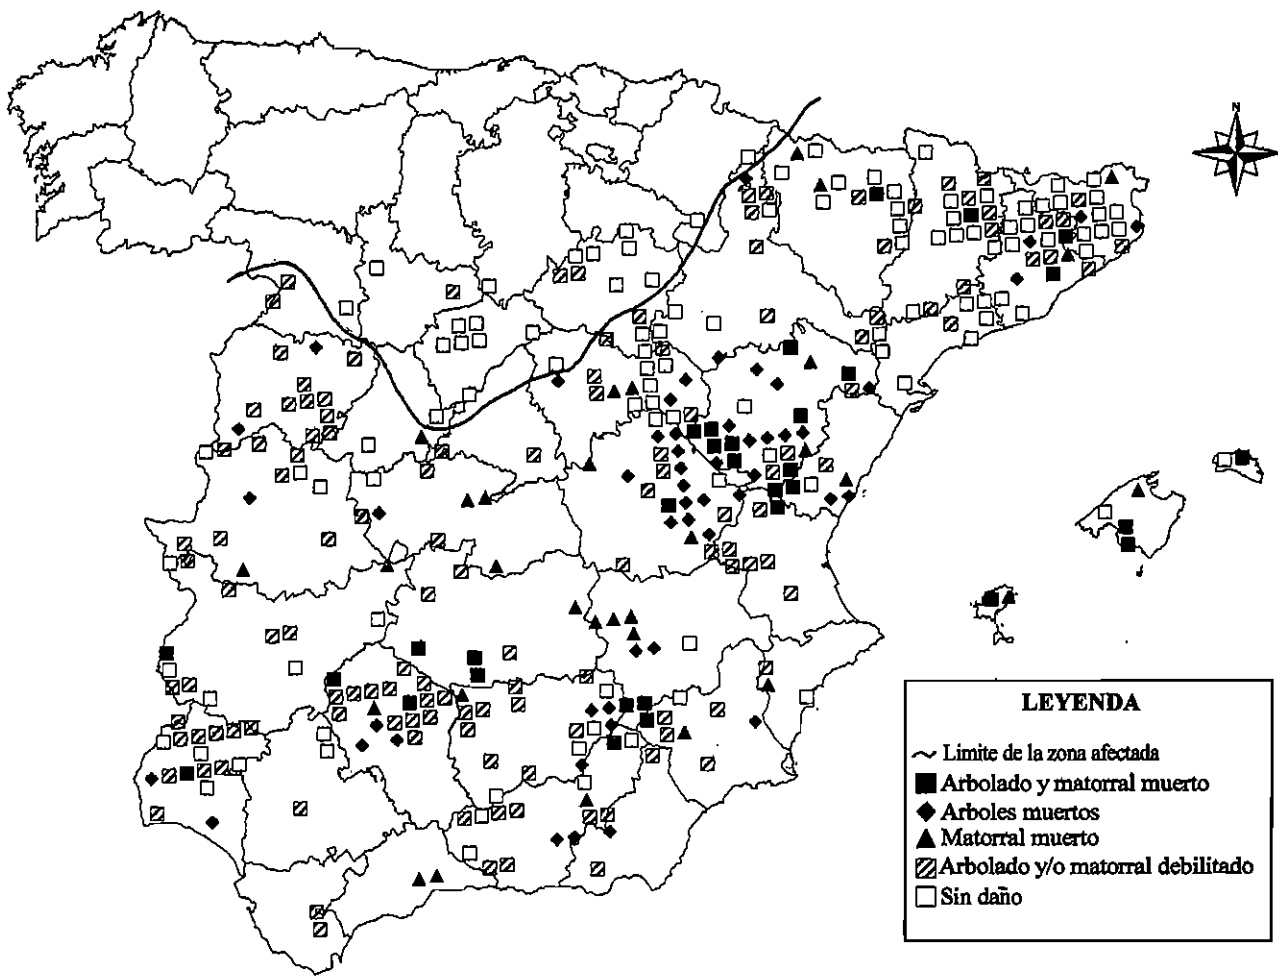 N
LEYENDA
Limite de la zona afectada
Arbolado y matorral muerto
Arboles muertos
Matorral muerto
Arbolado y/o matorral debilitado
Sin daño